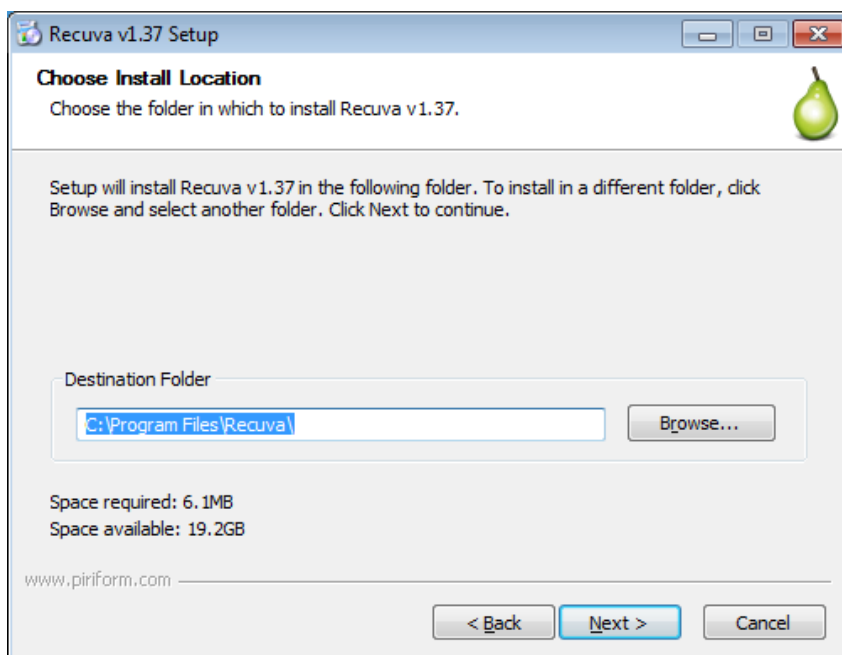 Recuva v1.37 Setup
Choose Install Location
Choose the folder in which to install Recuva v1.37.
Setup will install Recuva v1.37 in the following folder. To install in a different folder, click
Browse and select another folder. Click Next to continue.
Destination Folder
C:\Program Files\Recuva\
Browse...
Space required: 6.1MB
Space available: 19.2GB
www.piriform.com
< Back
Next >
Cancel